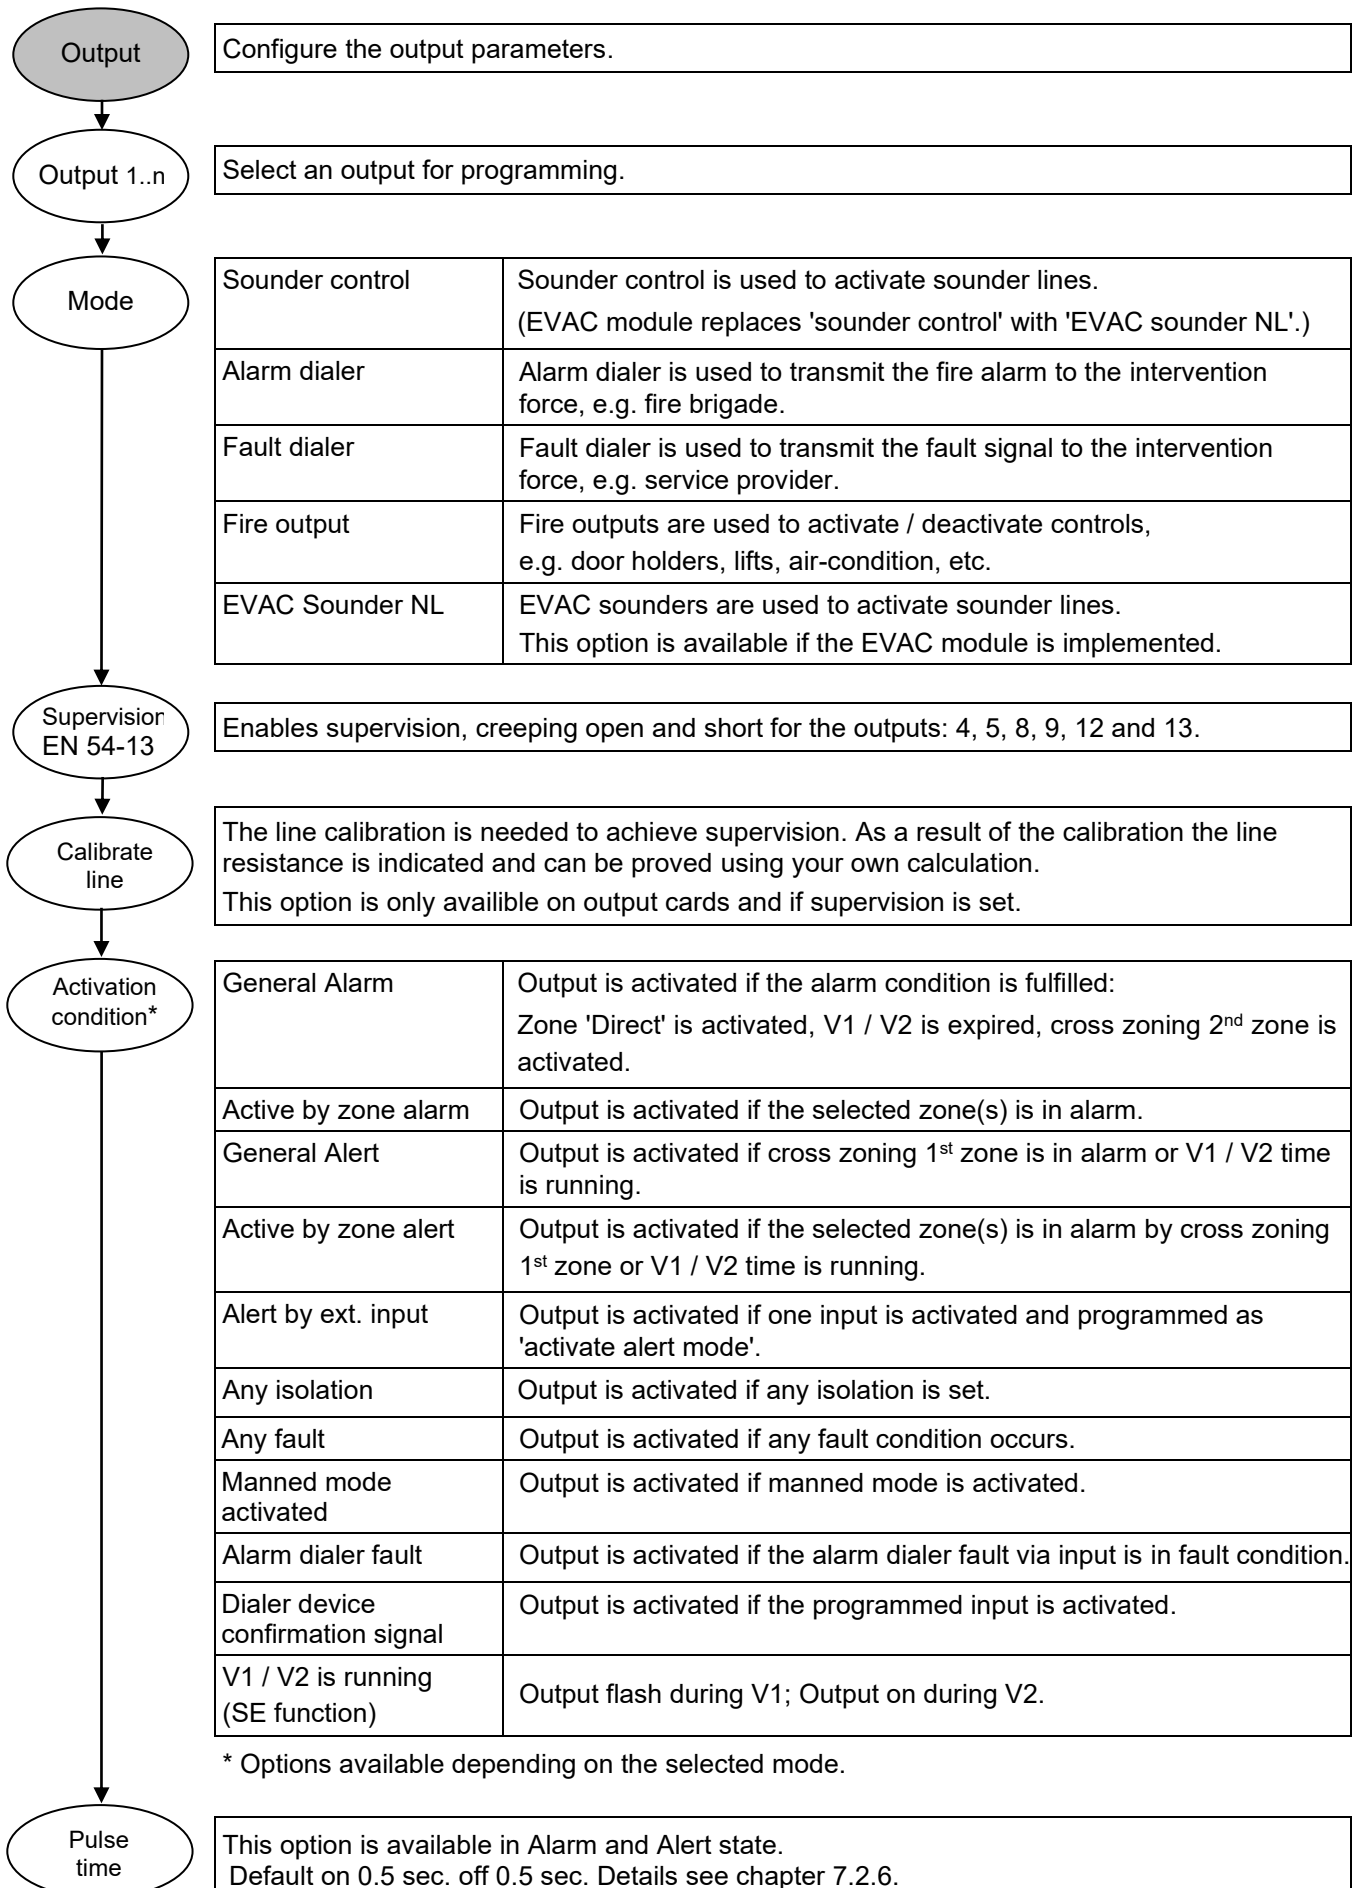 Output
Configure the output parameters.
Output 1..n
Select an output for programming.
Mode
Sounder control
Sounder control is used to activate sounder lines.
(EVAC module replaces 'sounder control' with 'EVAC sounder NL'.)
Alarm dialer
Alarm dialer is used to transmit the fire alarm to the intervention
force, e.g. fire brigade.
Fault dialer
Fault dialer is used to transmit the fault signal to the intervention
force, e.g. service provider.
Fire output
Fire outputs are used to activate / deactivate controls,
e.g. door holders, lifts, air-condition, etc.
EVAC Sounder NL
EVAC sounders are used to activate sounder lines.
This option is available if the EVAC module is implemented.
Supervision
EN 54-13
Enables supervision, creeping open and short for the outputs: 4, 5, 8, 9, 12 and 13.
Calibrate
line
The line calibration is needed to achieve supervision. As a result of the calibration the line
resistance is indicated and can be proved using your own calculation.
This option is only availible on output cards and if supervision is set.
Activation
condition*
General Alarm
Output is activated if the alarm condition is fulfilled:
Zone 'Direct' is activated, V1 / V2 is expired, cross zoning 2nd zone is
activated.
Active by zone alarm
Output is activated if the selected zone(s) is in alarm.
General Alert
Output is activated if cross zoning 1st zone is in alarm or V1 / V2 time
is running.
Active by zone alert
Output is activated if the selected zone(s) is in alarm by cross zoning
1st zone or V1 / V2 time is running.
Alert by ext. input
Output is activated if one input is activated and programmed as
'activate alert mode'.
Any isolation
Output is activated if any isolation is set.
Any fault
Output is activated if any fault condition occurs.
Manned mode
activated
Output is activated if manned mode is activated.
Alarm dialer fault
Output is activated if the alarm dialer fault via input is in fault condition.
Dialer device
confirmation signal
Output is activated if the programmed input is activated.
V1 / V2 is running
(SE function)
Output flash during V1; Output on during V2.
* Options available depending on the selected mode.
Pulse
time
This option is available in Alarm and Alert state.
Default on 0.5 sec. off 0.5 sec. Details see chapter 7.2.6.